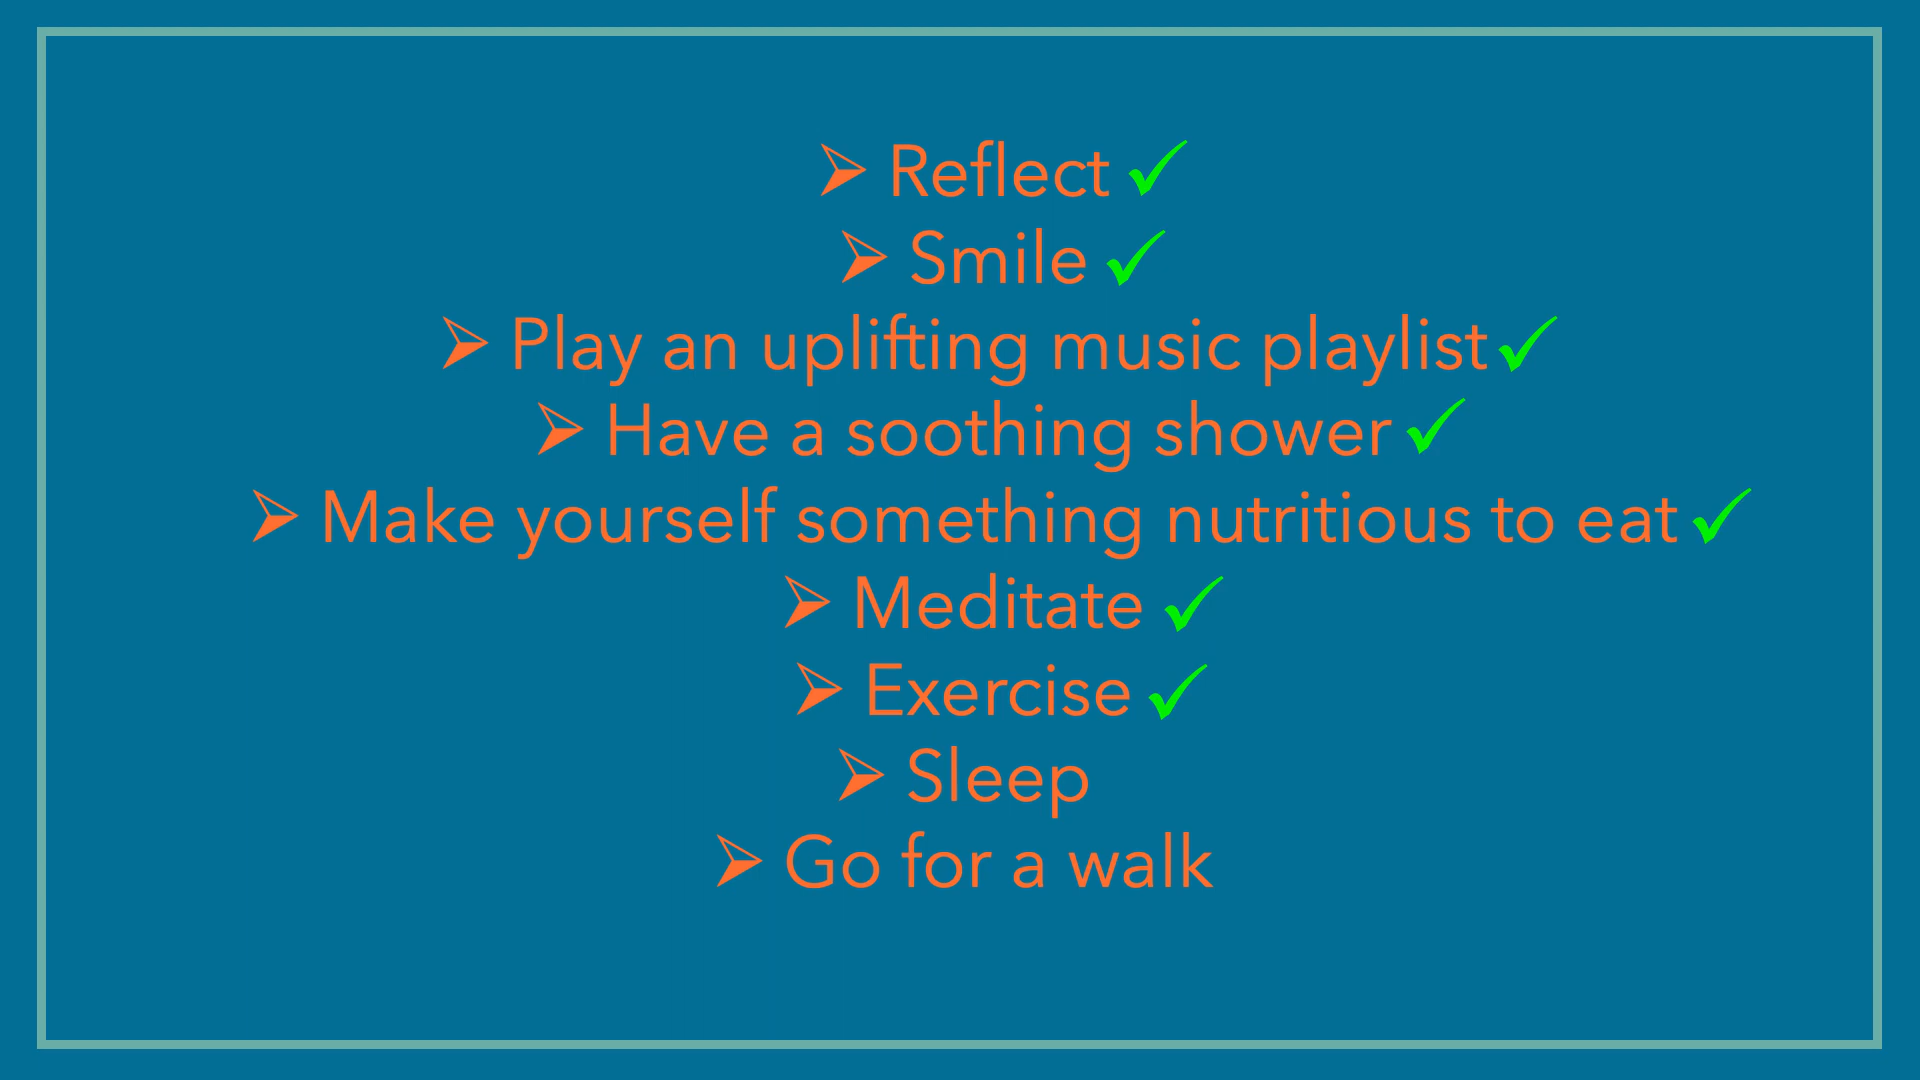 ➢ Reflect ✓
➢ Smile ✓
➢ Play an uplifting music playlist ✓
➢ Have a soothing shower ✓
➢ Make yourself something nutritious to eat ✓
➢ Meditate ✓
➢ Exercise ✓
➢ Sleep
➢ Go for a walk